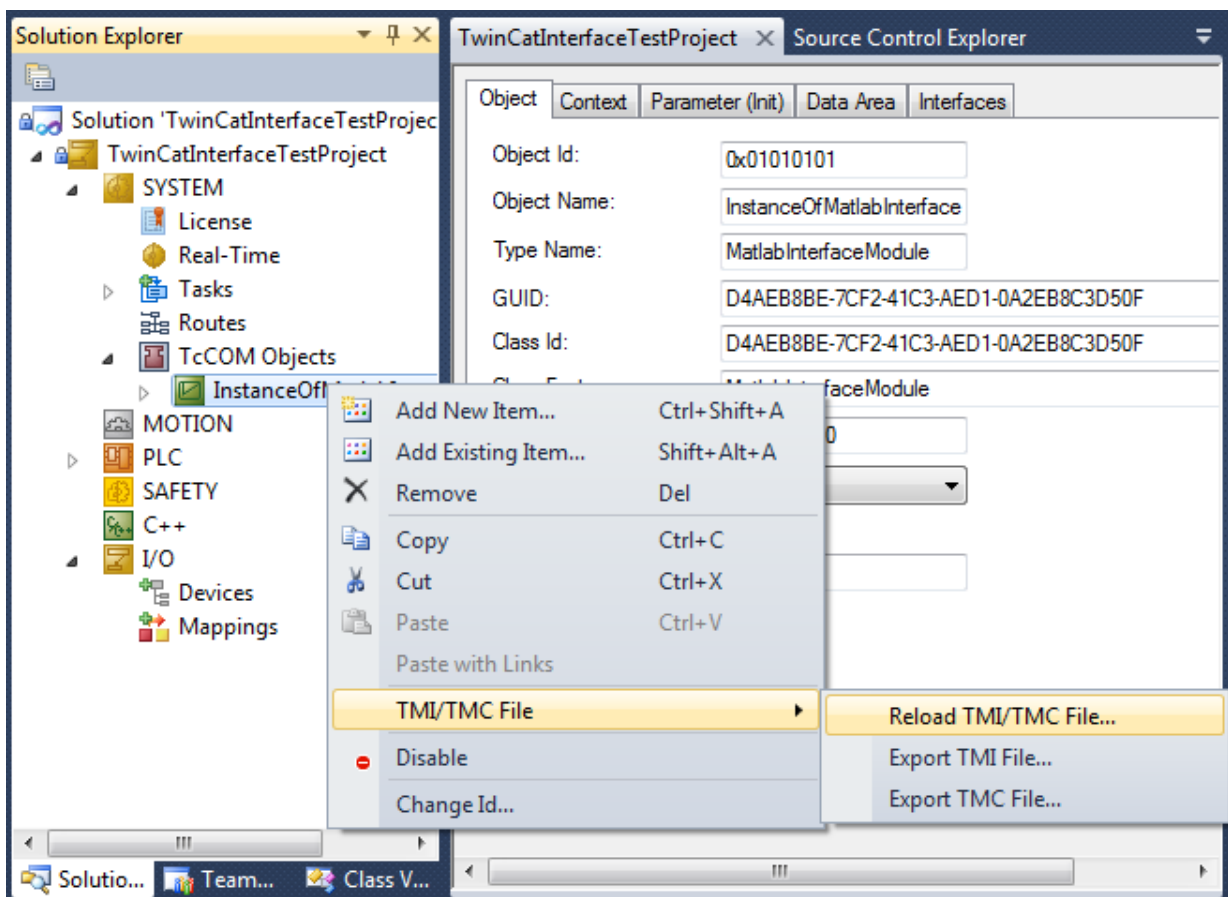 Solution Explorer
Solution 'TwinCatInterfaceTestProjec
TwinCatInterfaceTestProject
SYSTEM
License
Real-Time
Tasks
Routes
TcCOM Objects
InstanceOf
MOTION
PLC
SAFETY
C++
I/O
Devices
Mappings
Solutio...
Team...
Class V...
TwinCatInterfaceTestProject
Source Control Explorer
Object
Context
Parameter (Init)
Data Area
Interfaces
Object Id: 0x01010101
Object Name: InstanceOfMatlabInterface
Type Name: MatlabInterfaceModule
GUID: D4AEB8BE-7CF2-41C3-AED1-0A2EB8C3D50F
Class Id: D4AEB8BE-7CF2-41C3-AED1-0A2EB8C3D50F
faceModule
0
Add New Item... Ctrl+Shift+A
Add Existing Item... Shift+Alt+A
Remove Del
Copy Ctrl+C
Cut Ctrl+X
Paste Ctrl+V
Paste with Links
TMI/TMC File
Disable
Change Id...
Reload TMI/TMC File...
Export TMI File...
Export TMC File...